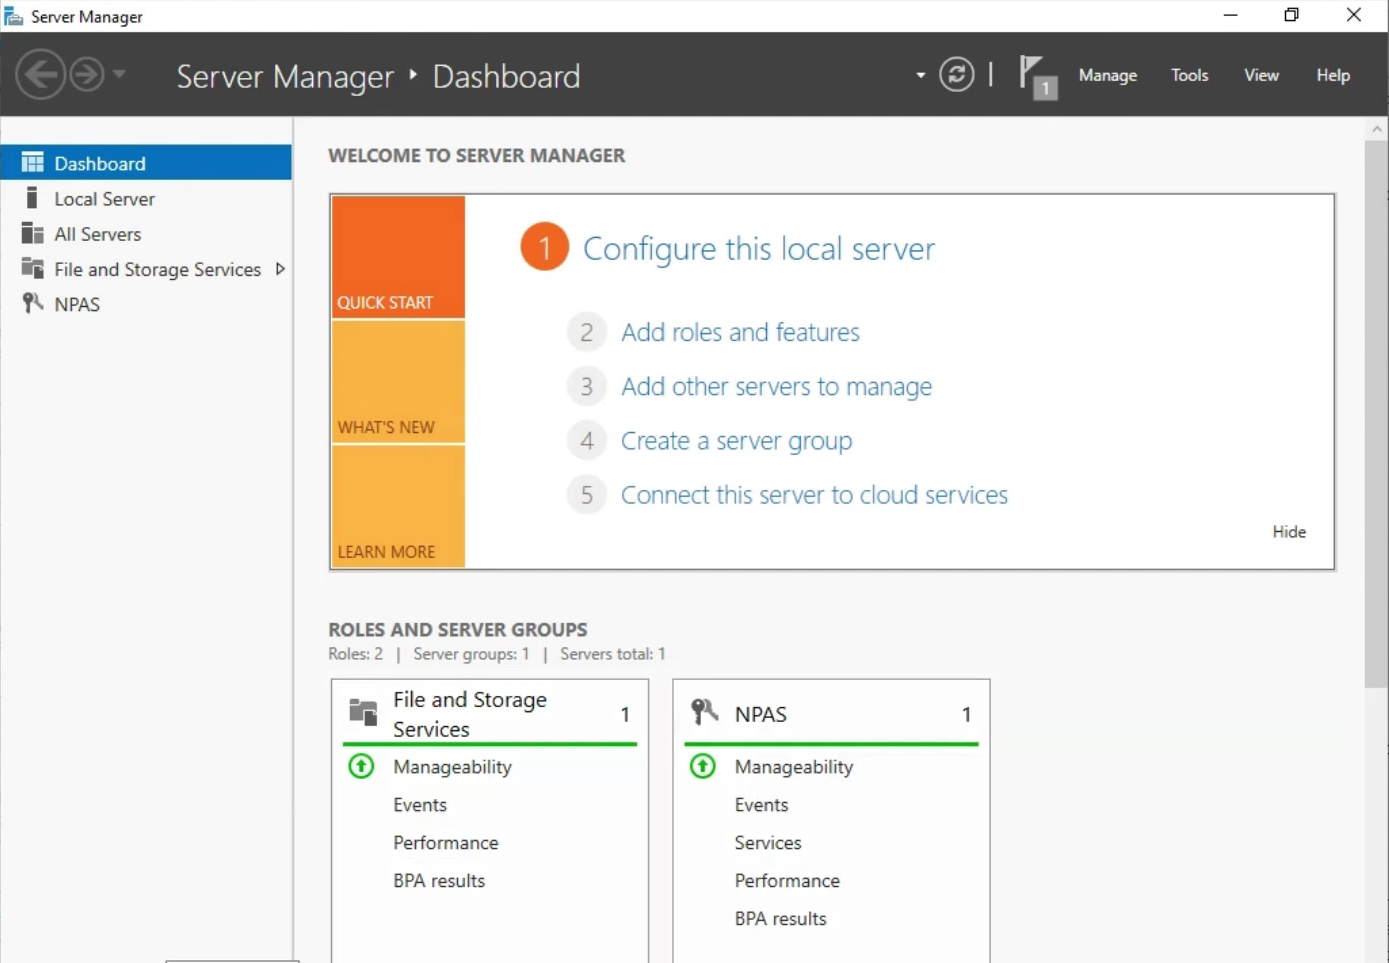 Server Manager
Server Manager ‣ Dashboard
1
Manage
Tools
View
Help
Dashboard
Local Server
All Servers
File and Storage Services
NPAS
WELCOME TO SERVER MANAGER
QUICK START
WHAT'S NEW
LEARN MORE
1 Configure this local server
2 Add roles and features
3 Add other servers to manage
4 Create a server group
5 Connect this server to cloud services
Hide
ROLES AND SERVER GROUPS
Roles: 2 | Server groups: 1 | Servers total: 1
File and Storage
Services
1
Manageability
Events
Performance
BPA results
NPAS 1
Manageability
Events
Services
Performance
BPA results